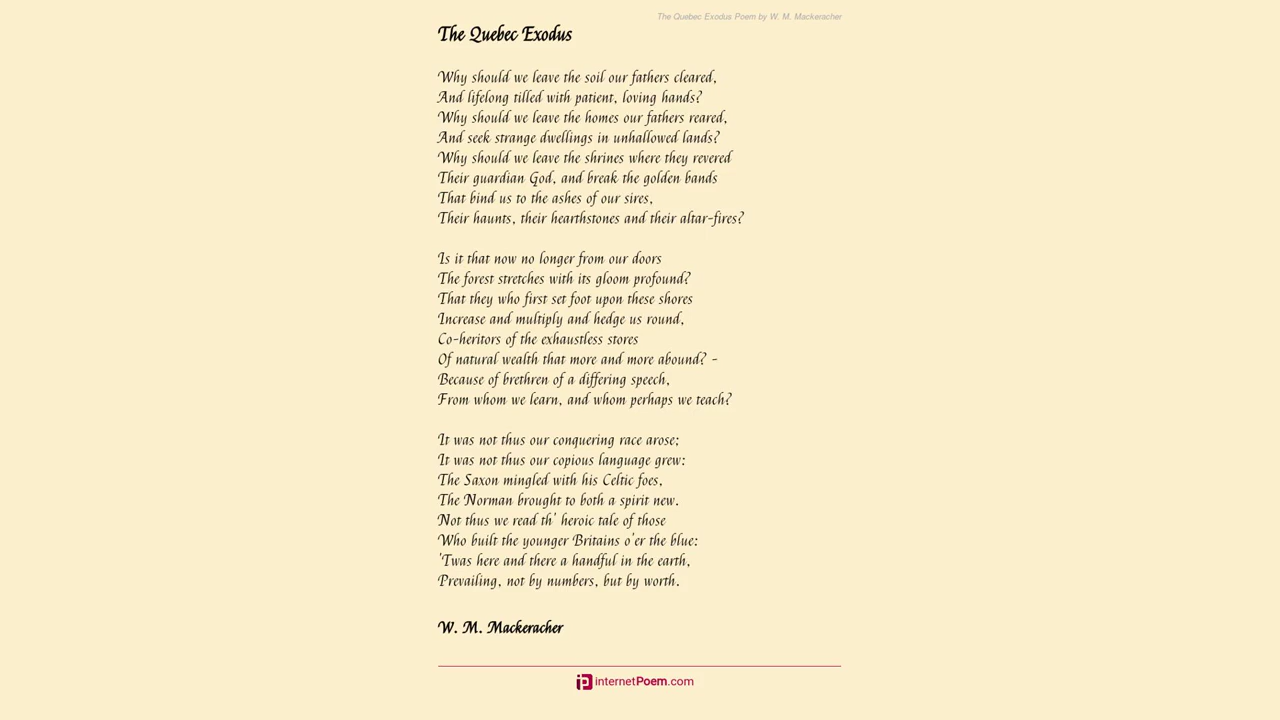 The Quebec Exodus Poem by W. M. Mackeracher
The Quebec Exodus
Why should we leave the soil our fathers cleared,
And lifelong tilled with patient, loving hands?
Why should we leave the homes our fathers reared,
And seek strange dwellings in unhallowed lands?
Why should we leave the shrines where they revered
Their guardian God, and break the golden bands
That bind us to the ashes of our sires,
Their haunts, their hearthstones and their altar-fires?
Is it that now no longer from our doors
The forest stretches with its gloom profound?
That they who first set foot upon these shores
Increase and multiply and hedge us round,
Co-heritors of the exhaustless stores
Of natural wealth that more and more abound? -
Because of brethren of a differing speech,
From whom we learn, and whom perhaps we teach?
It was not thus our conquering race arose;
It was not thus our copious language grew:
The Saxon mingled with his Celtic foes,
The Norman brought to both a spirit new.
Not thus we read th' heroic tale of those
Who built the younger Britains o'er the blue:
'Twas here and there a handful in the earth,
Prevailing, not by numbers, but by worth.
W. M. Mackeracher
internetPoem.com